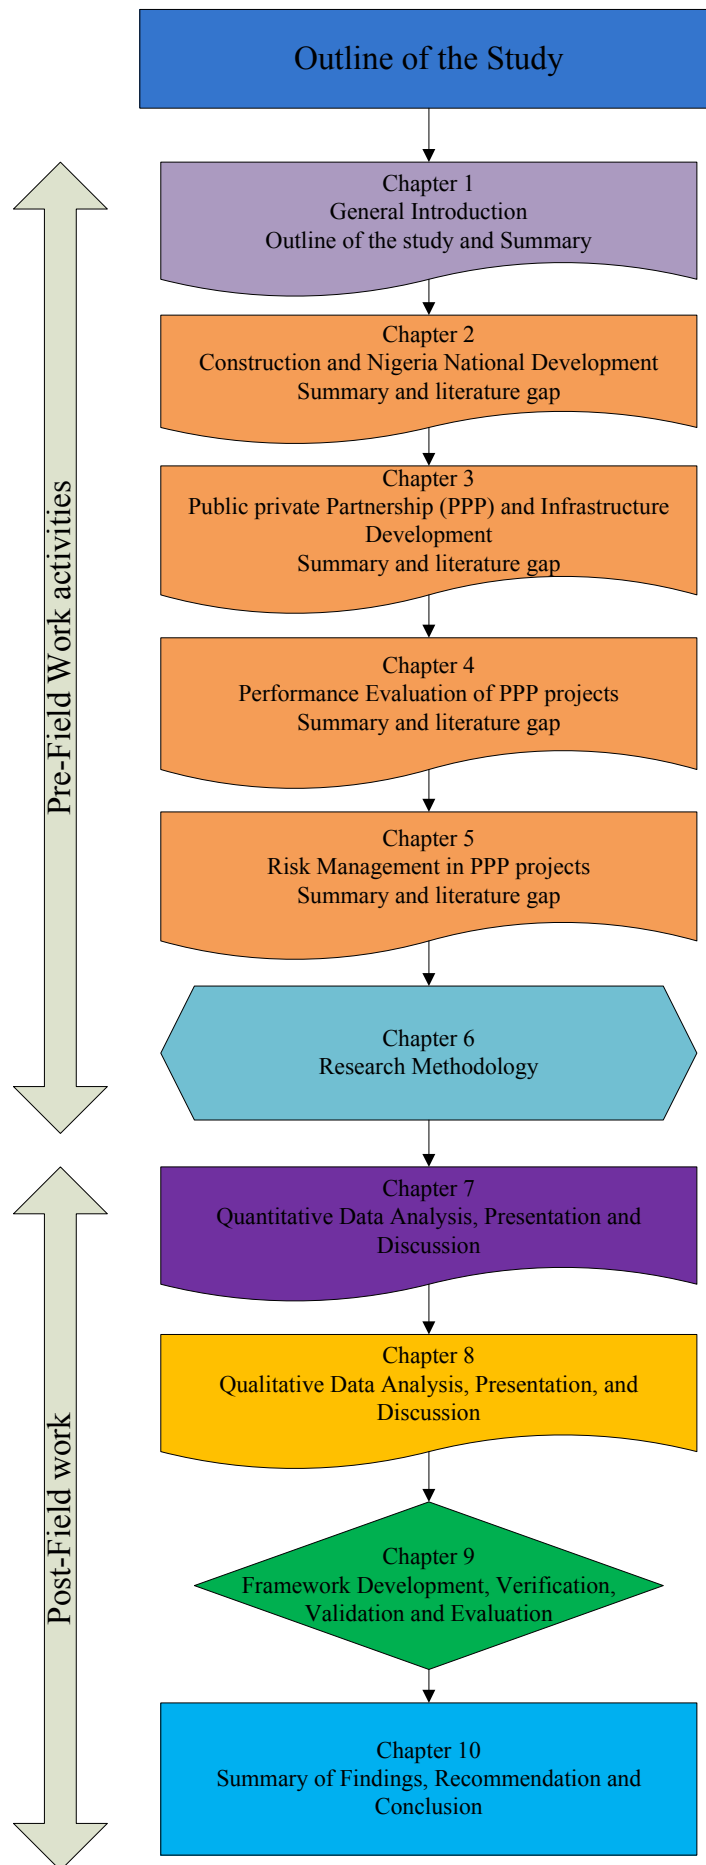 Outline of the Study
Chapter 1
General Introduction
Outline of the study and Summary
Chapter 2
Construction and Nigeria National Development
Summary and literature gap
Chapter 3
Public private Partnership (PPP) and Infrastructure
Development
Summary and literature gap
Chapter 4
Performance Evaluation of PPP projects
Summary and literature gap
Chapter 5
Risk Management in PPP projects
Summary and literature gap
Chapter 6
Research Methodology
Pre-Field Work activities
Chapter 7
Quantitative Data Analysis, Presentation and
Discussion
Chapter 8
Qualitative Data Analysis, Presentation, and
Discussion
Chapter 9
Framework Development, Verification,
Validation and Evaluation
Chapter 10
Summary of Findings, Recommendation and
Conclusion
Post-Field work